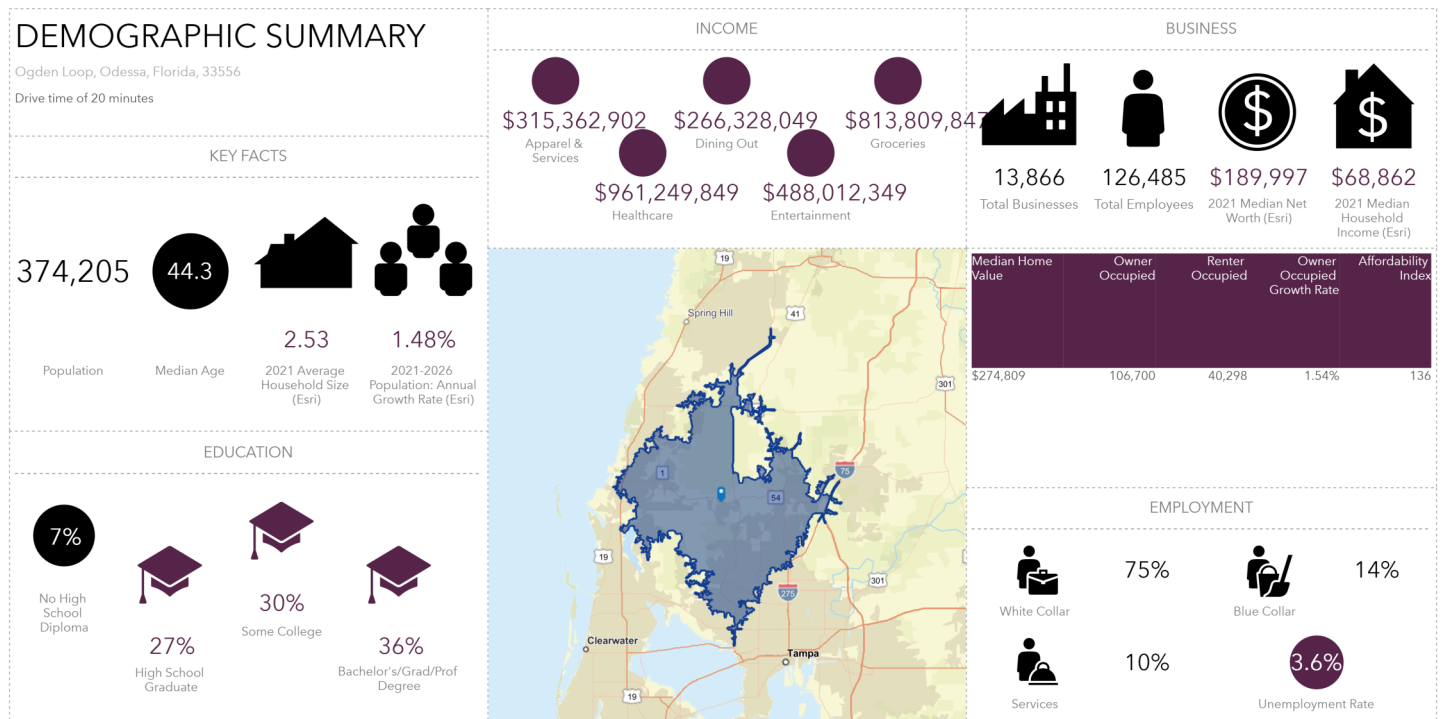 DEMOGRAPHIC SUMMARY
Ogden Loop, Odessa, Florida, 33556
Drive time of 20 minutes
KEY FACTS
374,205
Population
44.3
Median Age
2.53
2021 Average
Household Size
(Esri)
1.48%
2021-2026
Population: Annual
Growth Rate (Esri)
EDUCATION
7%
No High
School
Diploma
27%
High School
Graduate
30%
Some College
36%
Bachelor's/Grad/Prof
Degree
INCOME
$315,362,902
Apparel &
Services
$266,328,049
Dining Out
$813,809,847
Groceries
$961,249,849
Healthcare
$488,012,349
Entertainment
19
Spring Hill
41
301
1
54
75
19
301
275
Clearwater
Tampa
19
BUSINESS
13,866
Total Businesses
126,485
Total Employees
$189,997
2021 Median Net
Worth (Esri)
$68,862
2021 Median
Household
Income (Esri)
Median Home
Value
Owner
Occupied
Renter
Occupied
Owner
Occupied
Growth Rate
Affordability
Index
$274,809 106,700 40,298 1.54% 136
EMPLOYMENT
75%
White Collar
14%
Blue Collar
10%
Services
3.6%
Unemployment Rate